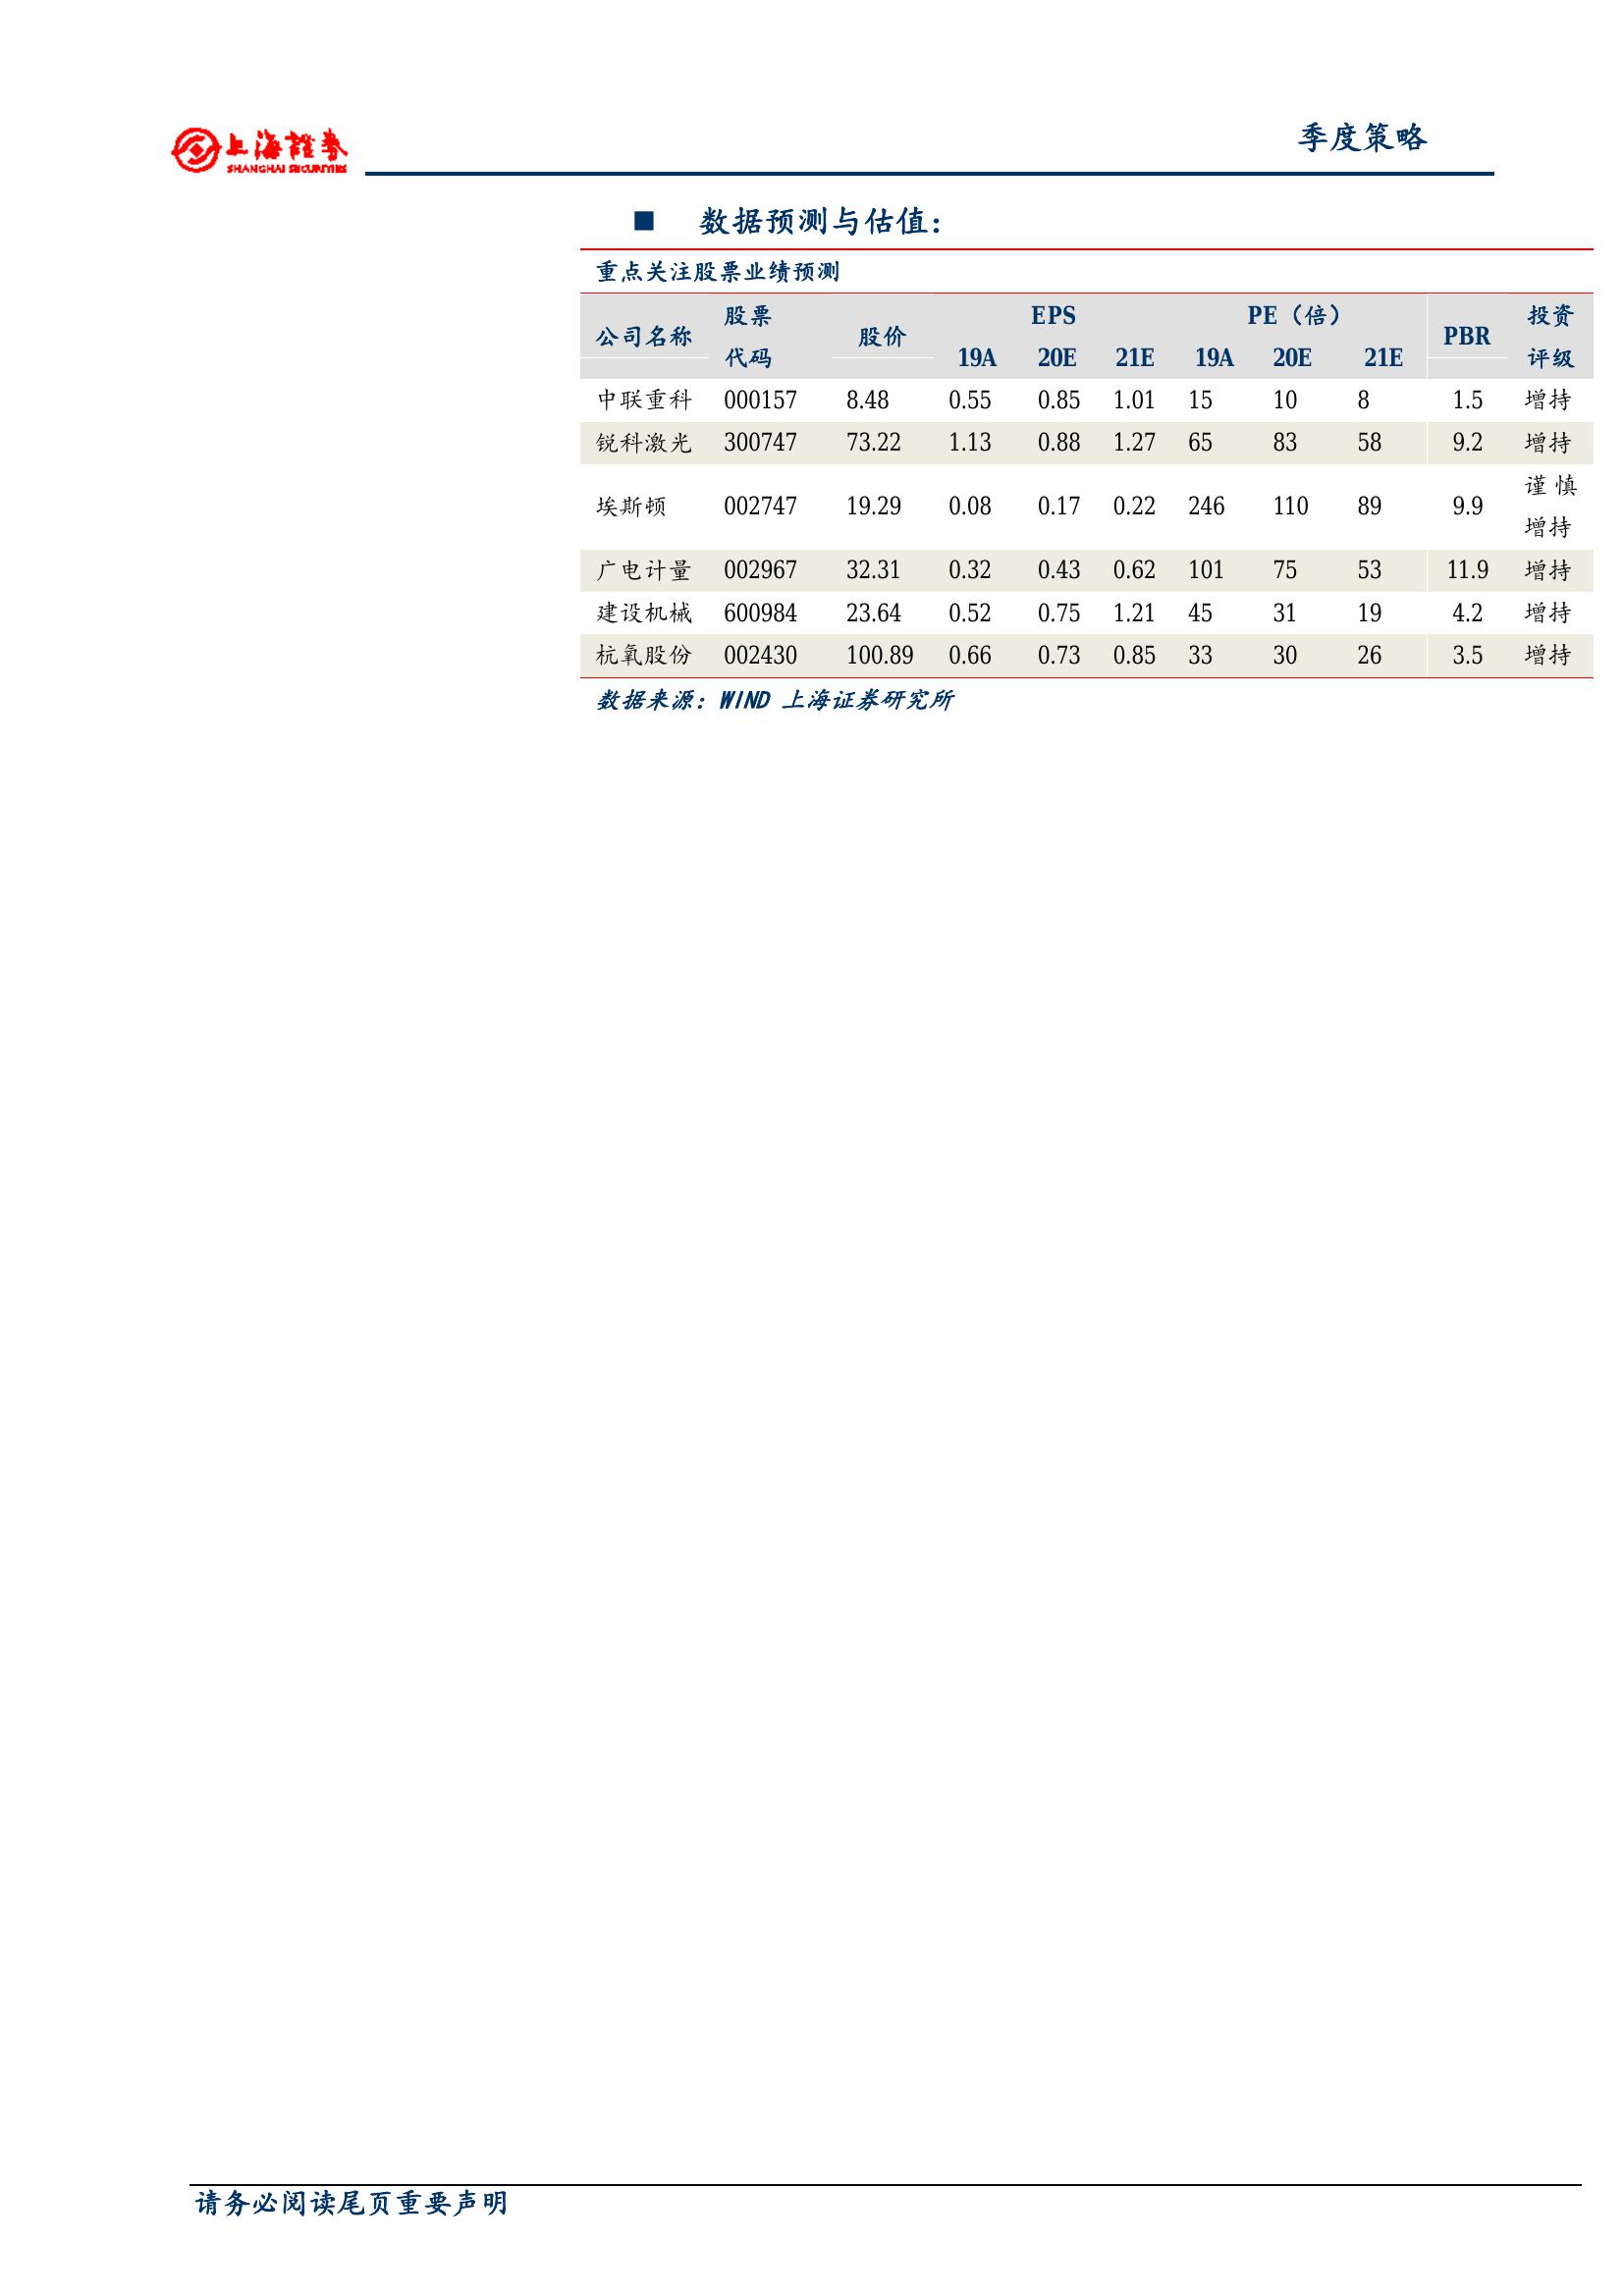 上海證券
SHANGHAI SECURITIES
季度策略
■ 数据预测与估值：
重点关注股票业绩预测
公司名称 股票代码 股价 EPS PE（倍） PBR 投资评级
19A 20E 21E 19A 20E 21E
中联重科 000157 8.48 0.55 0.85 1.01 15 10 8 1.5 增持
锐科激光 300747 73.22 1.13 0.88 1.27 65 83 58 9.2 增持
埃斯顿 002747 19.29 0.08 0.17 0.22 246 110 89 9.9 谨慎增持
广电计量 002967 32.31 0.32 0.43 0.62 101 75 53 11.9 增持
建设机械 600984 23.64 0.52 0.75 1.21 45 31 19 4.2 增持
杭氧股份 002430 100.89 0.66 0.73 0.85 33 30 26 3.5 增持
数据来源：WIND 上海证券研究所
请务必阅读尾页重要声明